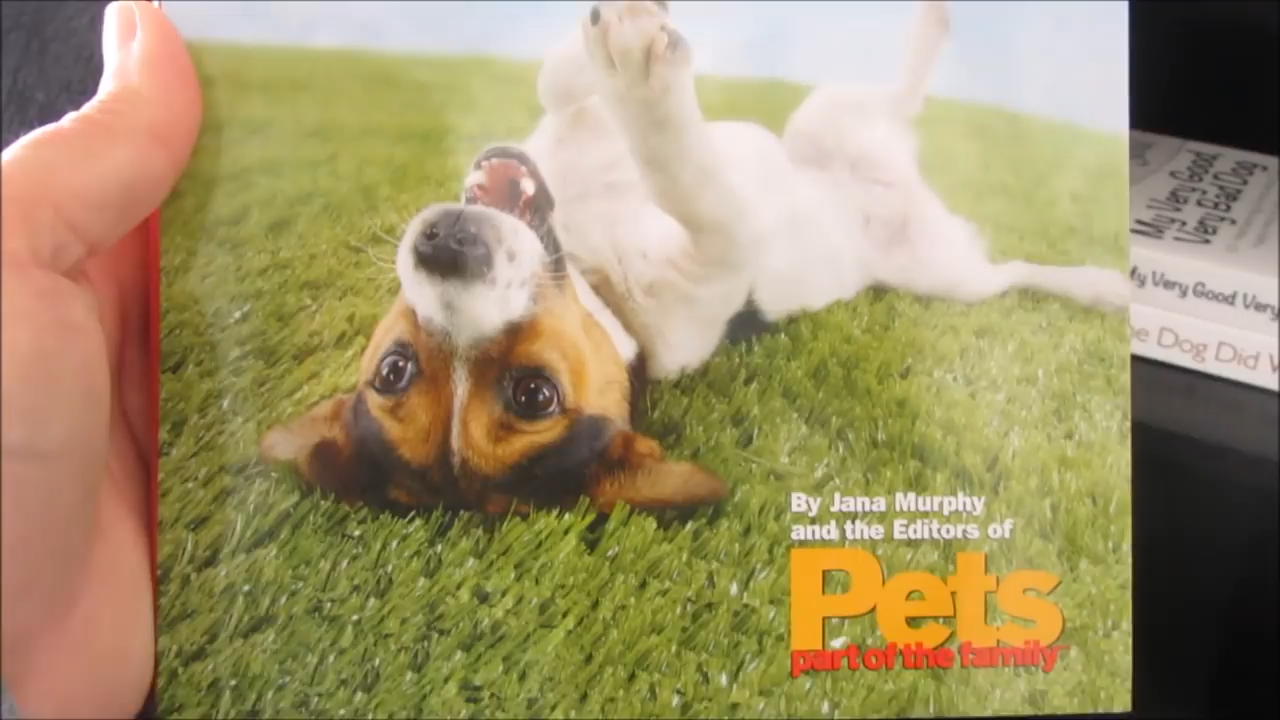 By Jana Murphy
and the Editors of
Pets
part of the family
My Very Good
Very Bad Dog
My Very Good Very
Dog Did